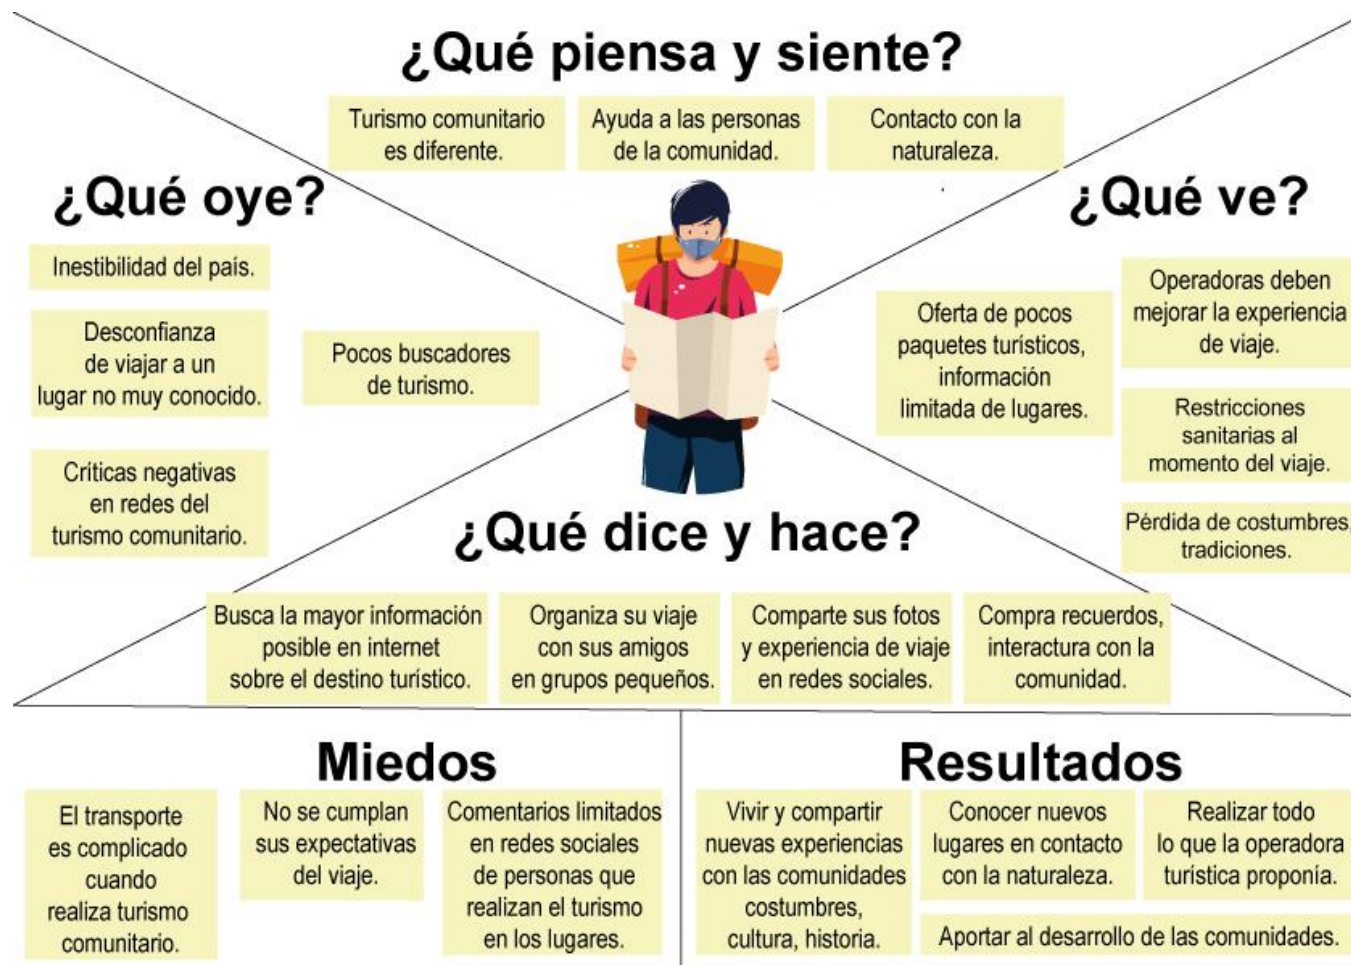 ¿Qué piensa y siente?
Turismo comunitario
es diferente.
Ayuda a las personas
de la comunidad.
Contacto con la
naturaleza.
¿Qué oye?
Inestibilidad del país.
Desconfianza
de viajar a un
lugar no muy conocido.
Pocos buscadores
de turismo.
Críticas negativas
en redes del
turismo comunitario.
¿Qué ve?
Oferta de pocos
paquetes turísticos,
información
limitada de lugares.
Operadoras deben
mejorar la experiencia
de viaje.
Restricciones
sanitarias al
momento del viaje.
Pérdida de costumbres,
tradiciones.
¿Qué dice y hace?
Busca la mayor información
posible en internet
sobre el destino turístico.
Organiza su viaje
con sus amigos
en grupos pequeños.
Comparte sus fotos
y experiencia de viaje
en redes sociales.
Compra recuerdos,
interactura con la
comunidad.
Miedos
El transporte
es complicado
cuando
realiza turismo
comunitario.
No se cumplan
sus expectativas
del viaje.
Comentarios limitados
en redes sociales
de personas que
realizan el turismo
en los lugares.
Resultados
Vivir y compartir
nuevas experiencias
con las comunidades
costumbres,
cultura, historia.
Conocer nuevos
lugares en contacto
con la naturaleza.
Realizar todo
lo que la operadora
turística proponía.
Aportar al desarrollo de las comunidades.